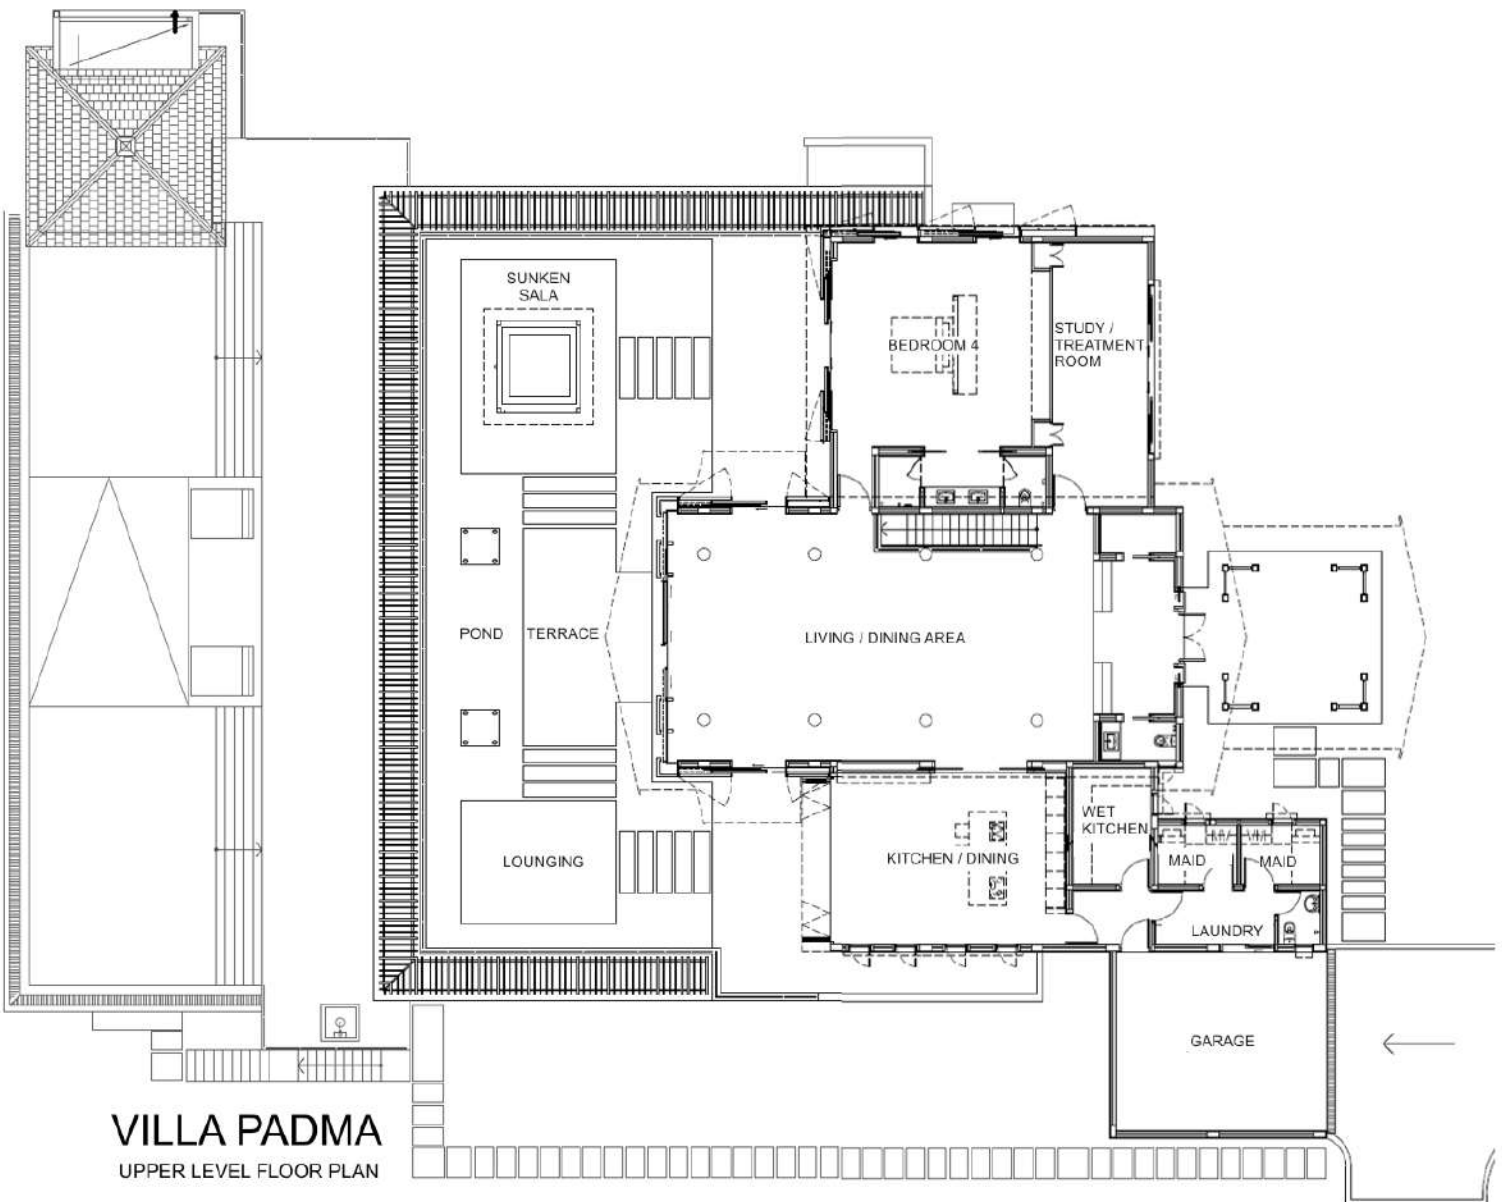 SUNKEN
SALA
BEDROOM 4
STUDY /
TREATMENT
ROOM
POND
TERRACE
LIVING / DINING AREA
LOUNGING
KITCHEN / DINING
WET
KITCHEN
MAID
MAID
LAUNDRY
GARAGE
VILLA PADMA
UPPER LEVEL FLOOR PLAN